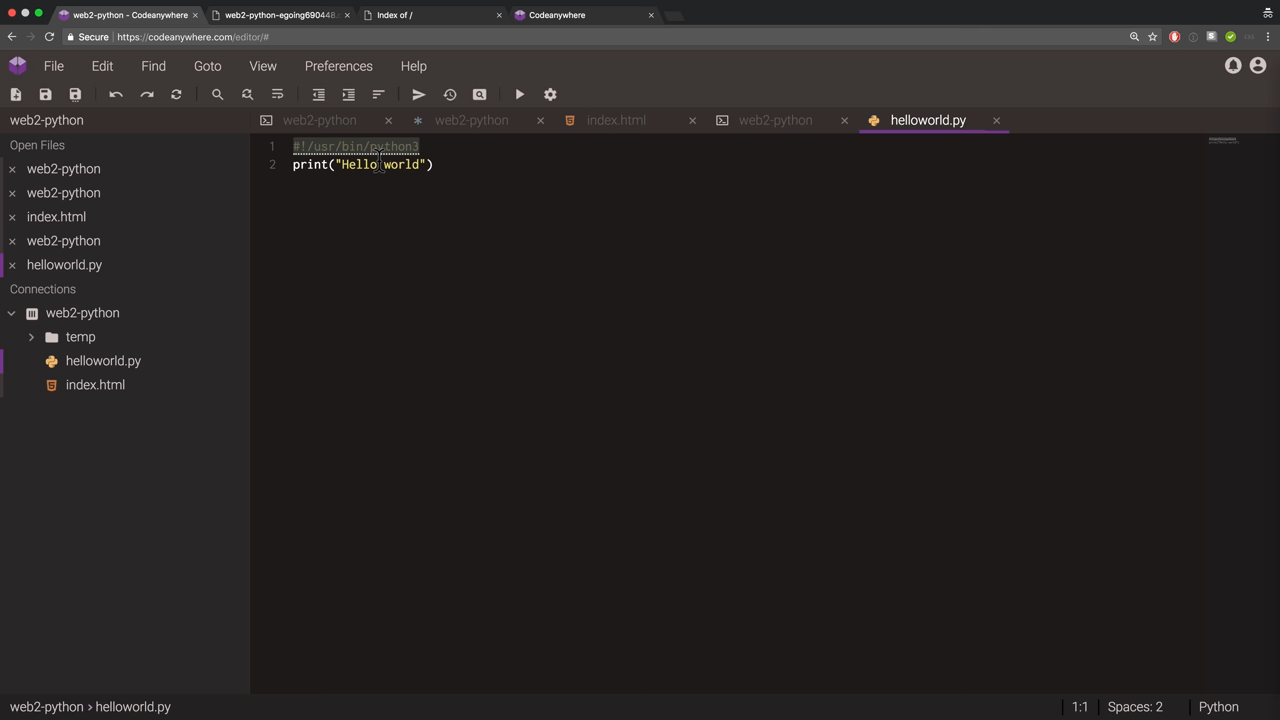 web2-python - Codeanywhere
web2-python-egoing690448.
Index of /
Codeanywhere
Secure https://codeanywhere.com/editor/#
File Edit Find Goto View Preferences Help
web2-python
web2-python web2-python index.html web2-python helloworld.py
Open Files
web2-python
web2-python
index.html
web2-python
helloworld.py
Connections
web2-python
temp
helloworld.py
index.html
1 #!/usr/bin/python3
2 print("Hello world")
web2-python > helloworld.py
1:1 Spaces: 2 Python